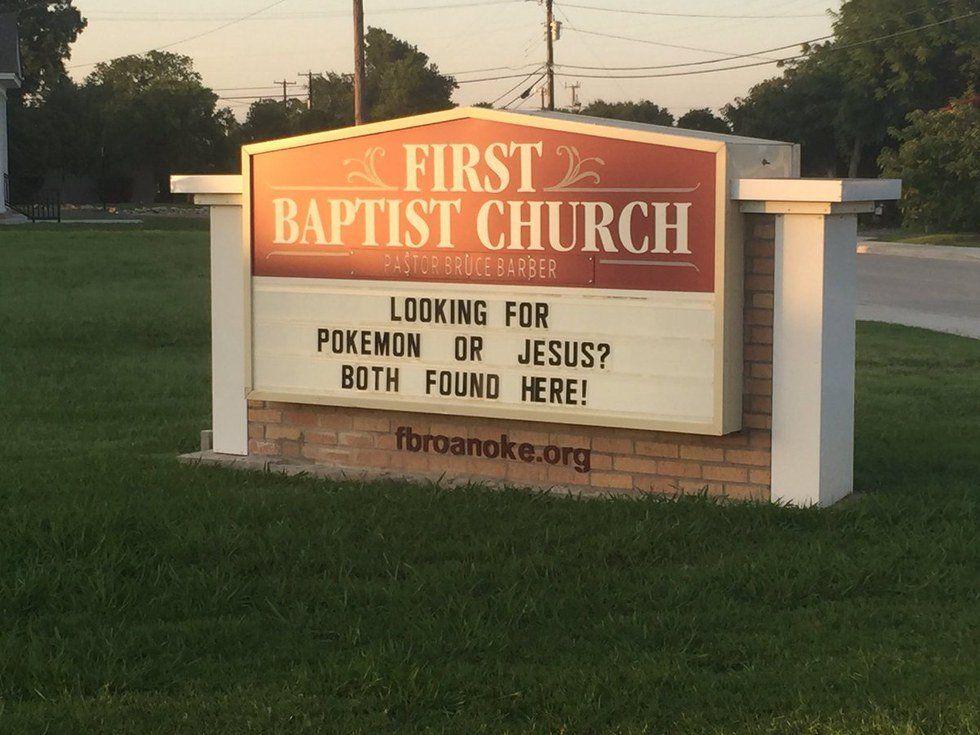 FIRST
BAPTIST CHURCH
PASTOR BRUCE BARBER
LOOKING FOR
POKEMON OR JESUS?
BOTH FOUND HERE!
fbroanoke.org